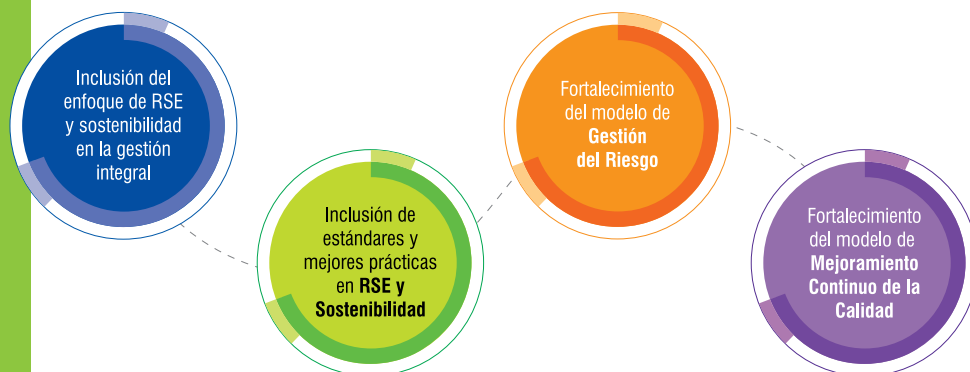 Inclusión del
enfoque de RSE
y sostenibilidad
en la gestión
integral
Inclusión de
estándares y
mejores prácticas
en RSE y
Sostenibilidad
Fortalecimiento
del modelo de
Gestión
del Riesgo
Fortalecimiento
del modelo de
Mejoramiento
Continuo de la
Calidad